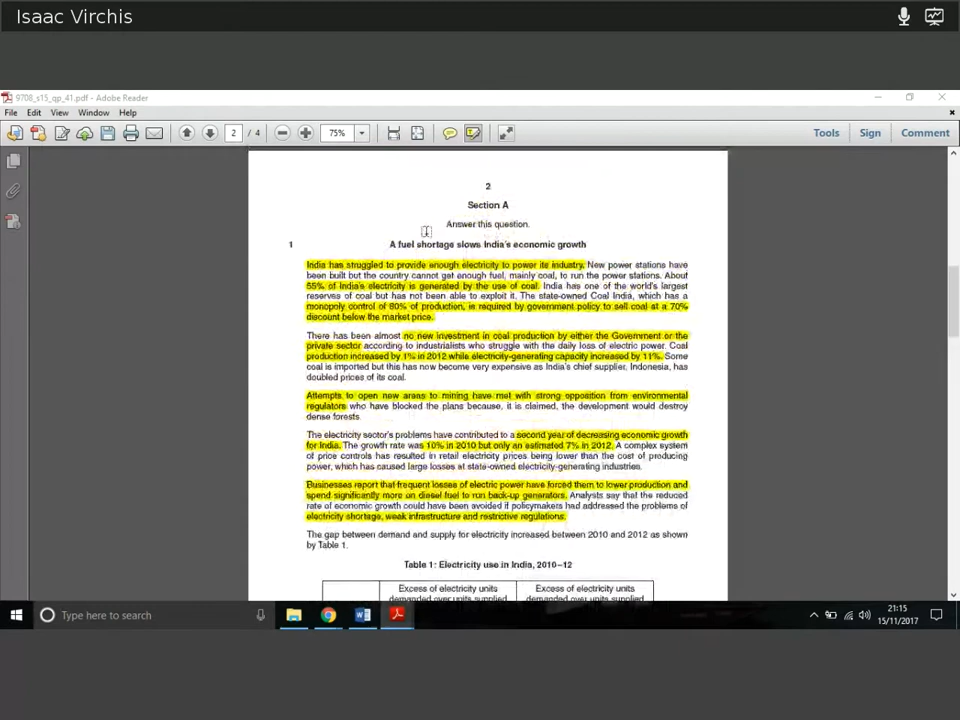 Isaac Virchis
9708_s15_qp_41.pdf - Adobe Reader
File Edit View Window Help
2 / 4 75% Tools Sign Comment
2
Section A
Answer this question.
1 A fuel shortage slows India's economic growth
India has struggled to provide enough electricity to power its industry. New power stations have
been built but the country cannot get enough fuel, mainly coal, to run the power stations. About
55% of India's electricity is generated by the use of coal. India has one of the world's largest
reserves of coal but has not been able to exploit it. The state-owned Coal India, which has a
monopoly control of 80% of production, is required by government policy to sell coal at a 70%
discount below the market price.
There has been almost no new investment in coal production by either the Government or the
private sector according to industrialists who struggle with the daily loss of electric power. Coal
production increased by 1% in 2012 while electricity-generating capacity increased by 11%. Some
coal is imported but this has now become very expensive as India's chief supplier, Indonesia, has
doubled prices of its coal.
Attempts to open new areas to mining have met with strong opposition from environmental
regulators who have blocked the plans because, it is claimed, the development would destroy
dense forests.
The electricity sector's problems have contributed to a second year of decreasing economic growth
for India. The growth rate was 10% in 2010 but only an estimated 7% in 2012. A complex system
of price controls has resulted in retail electricity prices being lower than the cost of producing
power, which has caused large losses at state-owned electricity-generating industries.
Businesses report that frequent losses of electric power have forced them to lower production and
spend significantly more on diesel fuel to run back-up generators. Analysts say that the reduced
rate of economic growth could have been avoided if policymakers had addressed the problems of
electricity shortage, weak infrastructure and restrictive regulations.
The gap between demand and supply for electricity increased between 2010 and 2012 as shown
by Table 1.
Table 1: Electricity use in India, 2010–12
Excess of electricity units Excess of electricity units
demanded over units supplied demanded over units supplied
Type here to search
21:15
15/11/2017